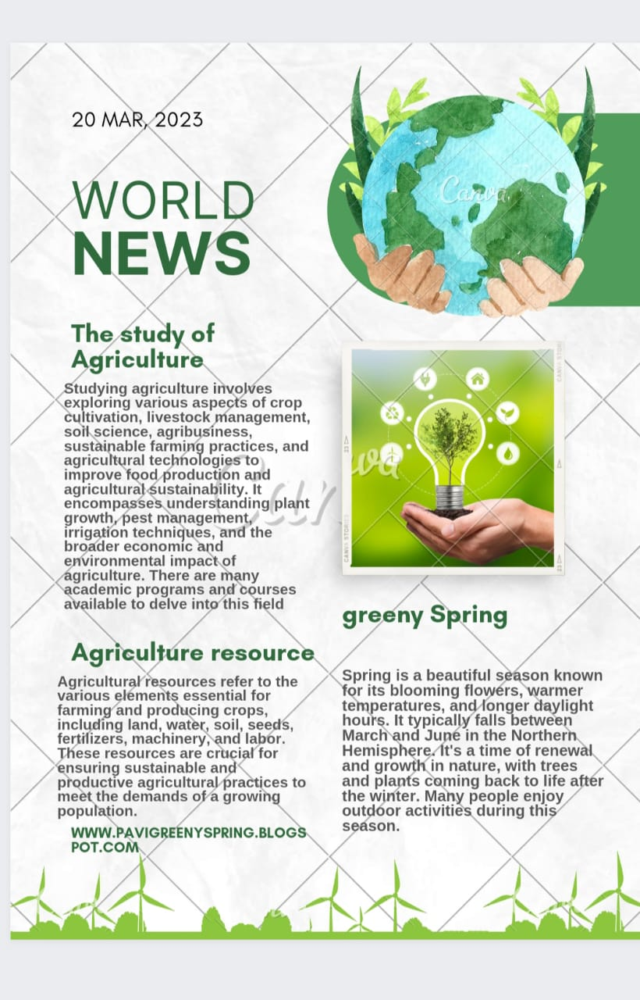 20 MAR, 2023
WORLD
NEWS
The study of
Agriculture
Studying agriculture involves
exploring various aspects of crop
cultivation, livestock management,
soil science, agribusiness,
sustainable farming practices, and
agricultural technologies to
improve food production and
agricultural sustainability. It
encompasses understanding plant
growth, pest management,
irrigation techniques, and the
broader economic and
environmental impact of
agriculture. There are many
academic programs and courses
available to delve into this field
Agriculture resource
Agricultural resources refer to the
various elements essential for
farming and producing crops,
including land, water, soil, seeds,
fertilizers, machinery, and labor.
These resources are crucial for
ensuring sustainable and
productive agricultural practices to
meet the demands of a growing
population.
WWW.PAVIGREENYSPRING.BLOGS
POT.COM
Canva
Canva
CANVA STORIES
23
CANVA STORIES
23
greeny Spring
Spring is a beautiful season known
for its blooming flowers, warmer
temperatures, and longer daylight
hours. It typically falls between
March and June in the Northern
Hemisphere. It's a time of renewal
and growth in nature, with trees
and plants coming back to life after
the winter. Many people enjoy
outdoor activities during this
season.